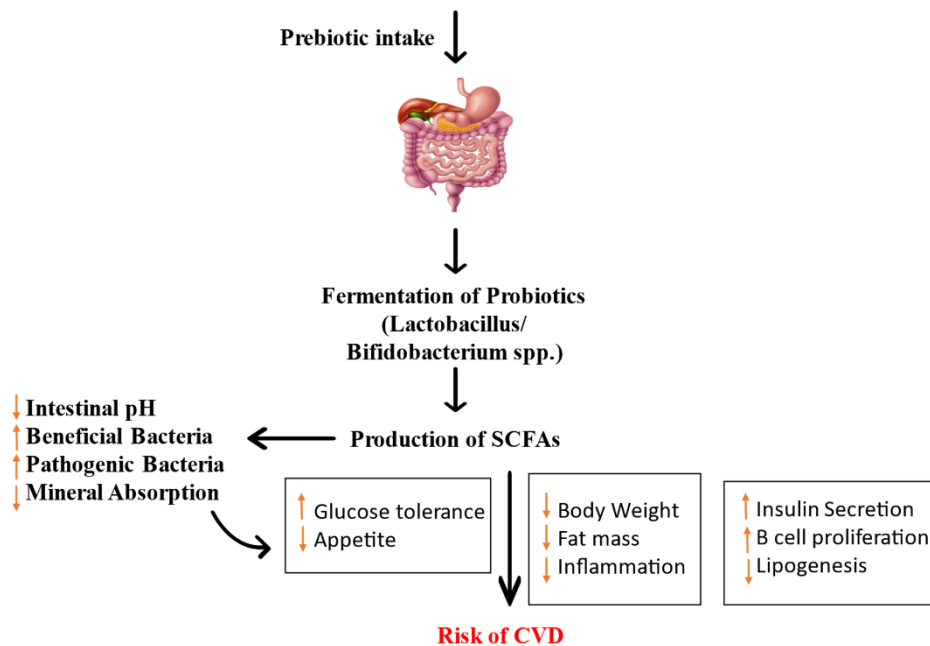 Prebiotic intake
Fermentation of Probiotics
(Lactobacillus/
Bifidobacterium spp.)
Production of SCFAs
↓ Intestinal pH
↑ Beneficial Bacteria
↑ Pathogenic Bacteria
↓ Mineral Absorption
↑ Glucose tolerance
↓ Appetite
↓ Body Weight
↓ Fat mass
↓ Inflammation
↑ Insulin Secretion
↑ B cell proliferation
↓ Lipogenesis
Risk of CVD